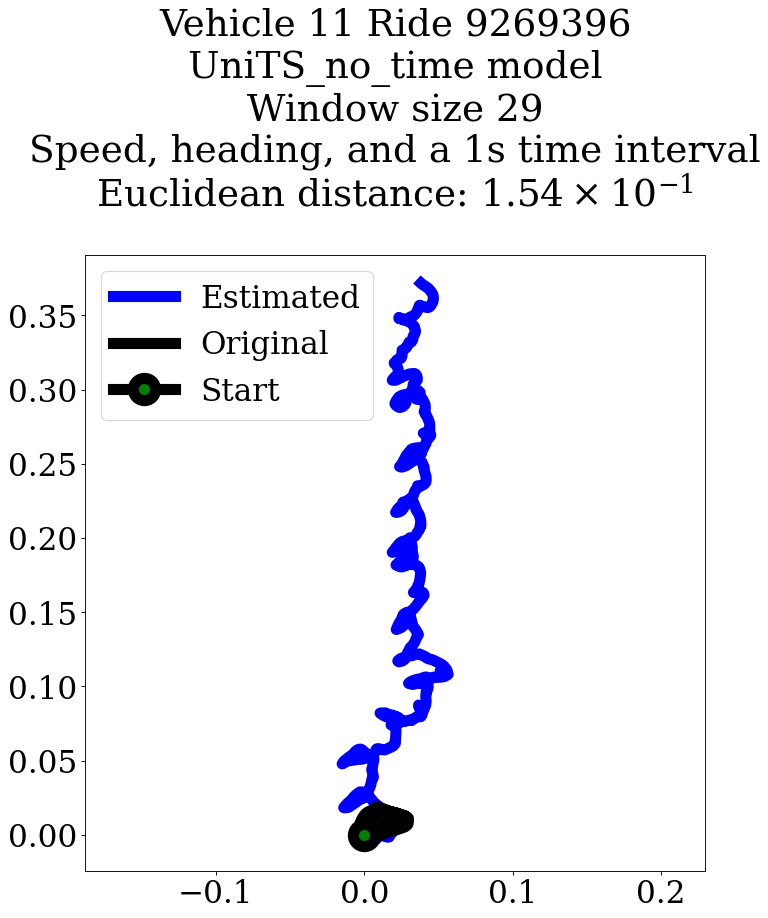 Vehicle 11 Ride 9269396
UniTS_no_time model
Window size 29
Speed, heading, and a 1s time interval
Euclidean distance: 1.54 × 10⁻¹
Estimated
Original
Start
0.35
0.30
0.25
0.20
0.15
0.10
0.05
0.00
−0.1
0.0
0.1
0.2